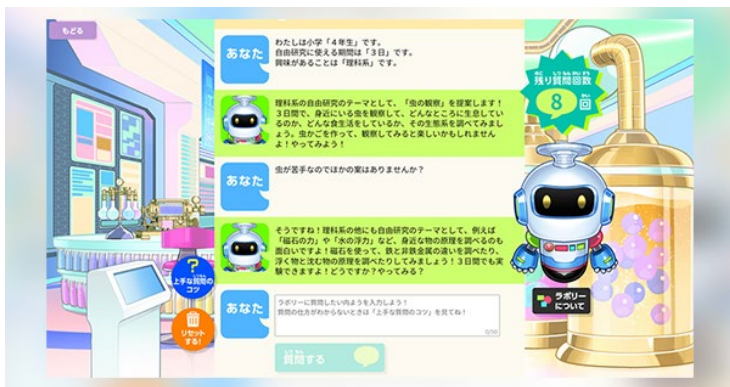 もどる
あなた
わたしは小学「4年生」です。
自由研究に使える期間は「3日」です。
興味があることは「理科系」です。
理科系の自由研究のテーマとして、「虫の観察」を提案します！
3日間で、身近にいる虫を観察して、どんなところに生息してい
るのか、どんな食生活をしているか、その生態系を調べてみまし
ょう。虫かごを作って、観察してみると楽しいかもしれません
よ！やってみよう！
あなた
虫が苦手なのでほかの案はありませんか？
そうですね！理科系の他にも自由研究のテーマとして、例えば
「磁石の力」や「水の浮力」など、身近な物の原理を調べるのも
面白いですよ！磁石を使って、鉄と非鉄金属の違いを調べたり、
浮く物と沈む物の原理を調べたりしてみましょう！3日間でも実
験できますよ！どうですか？やってみる？
あなた
ラボリーに質問したい内ようを入力しよう！
質問の仕方がわからないときは「上手な質問のコツ」を見てね！
0/50
しつもん
質問する
?
上手な質問の
コツ
リセット
する!
のこ しつもんかいすう
残り質問回数
8 回
ラボリー
について